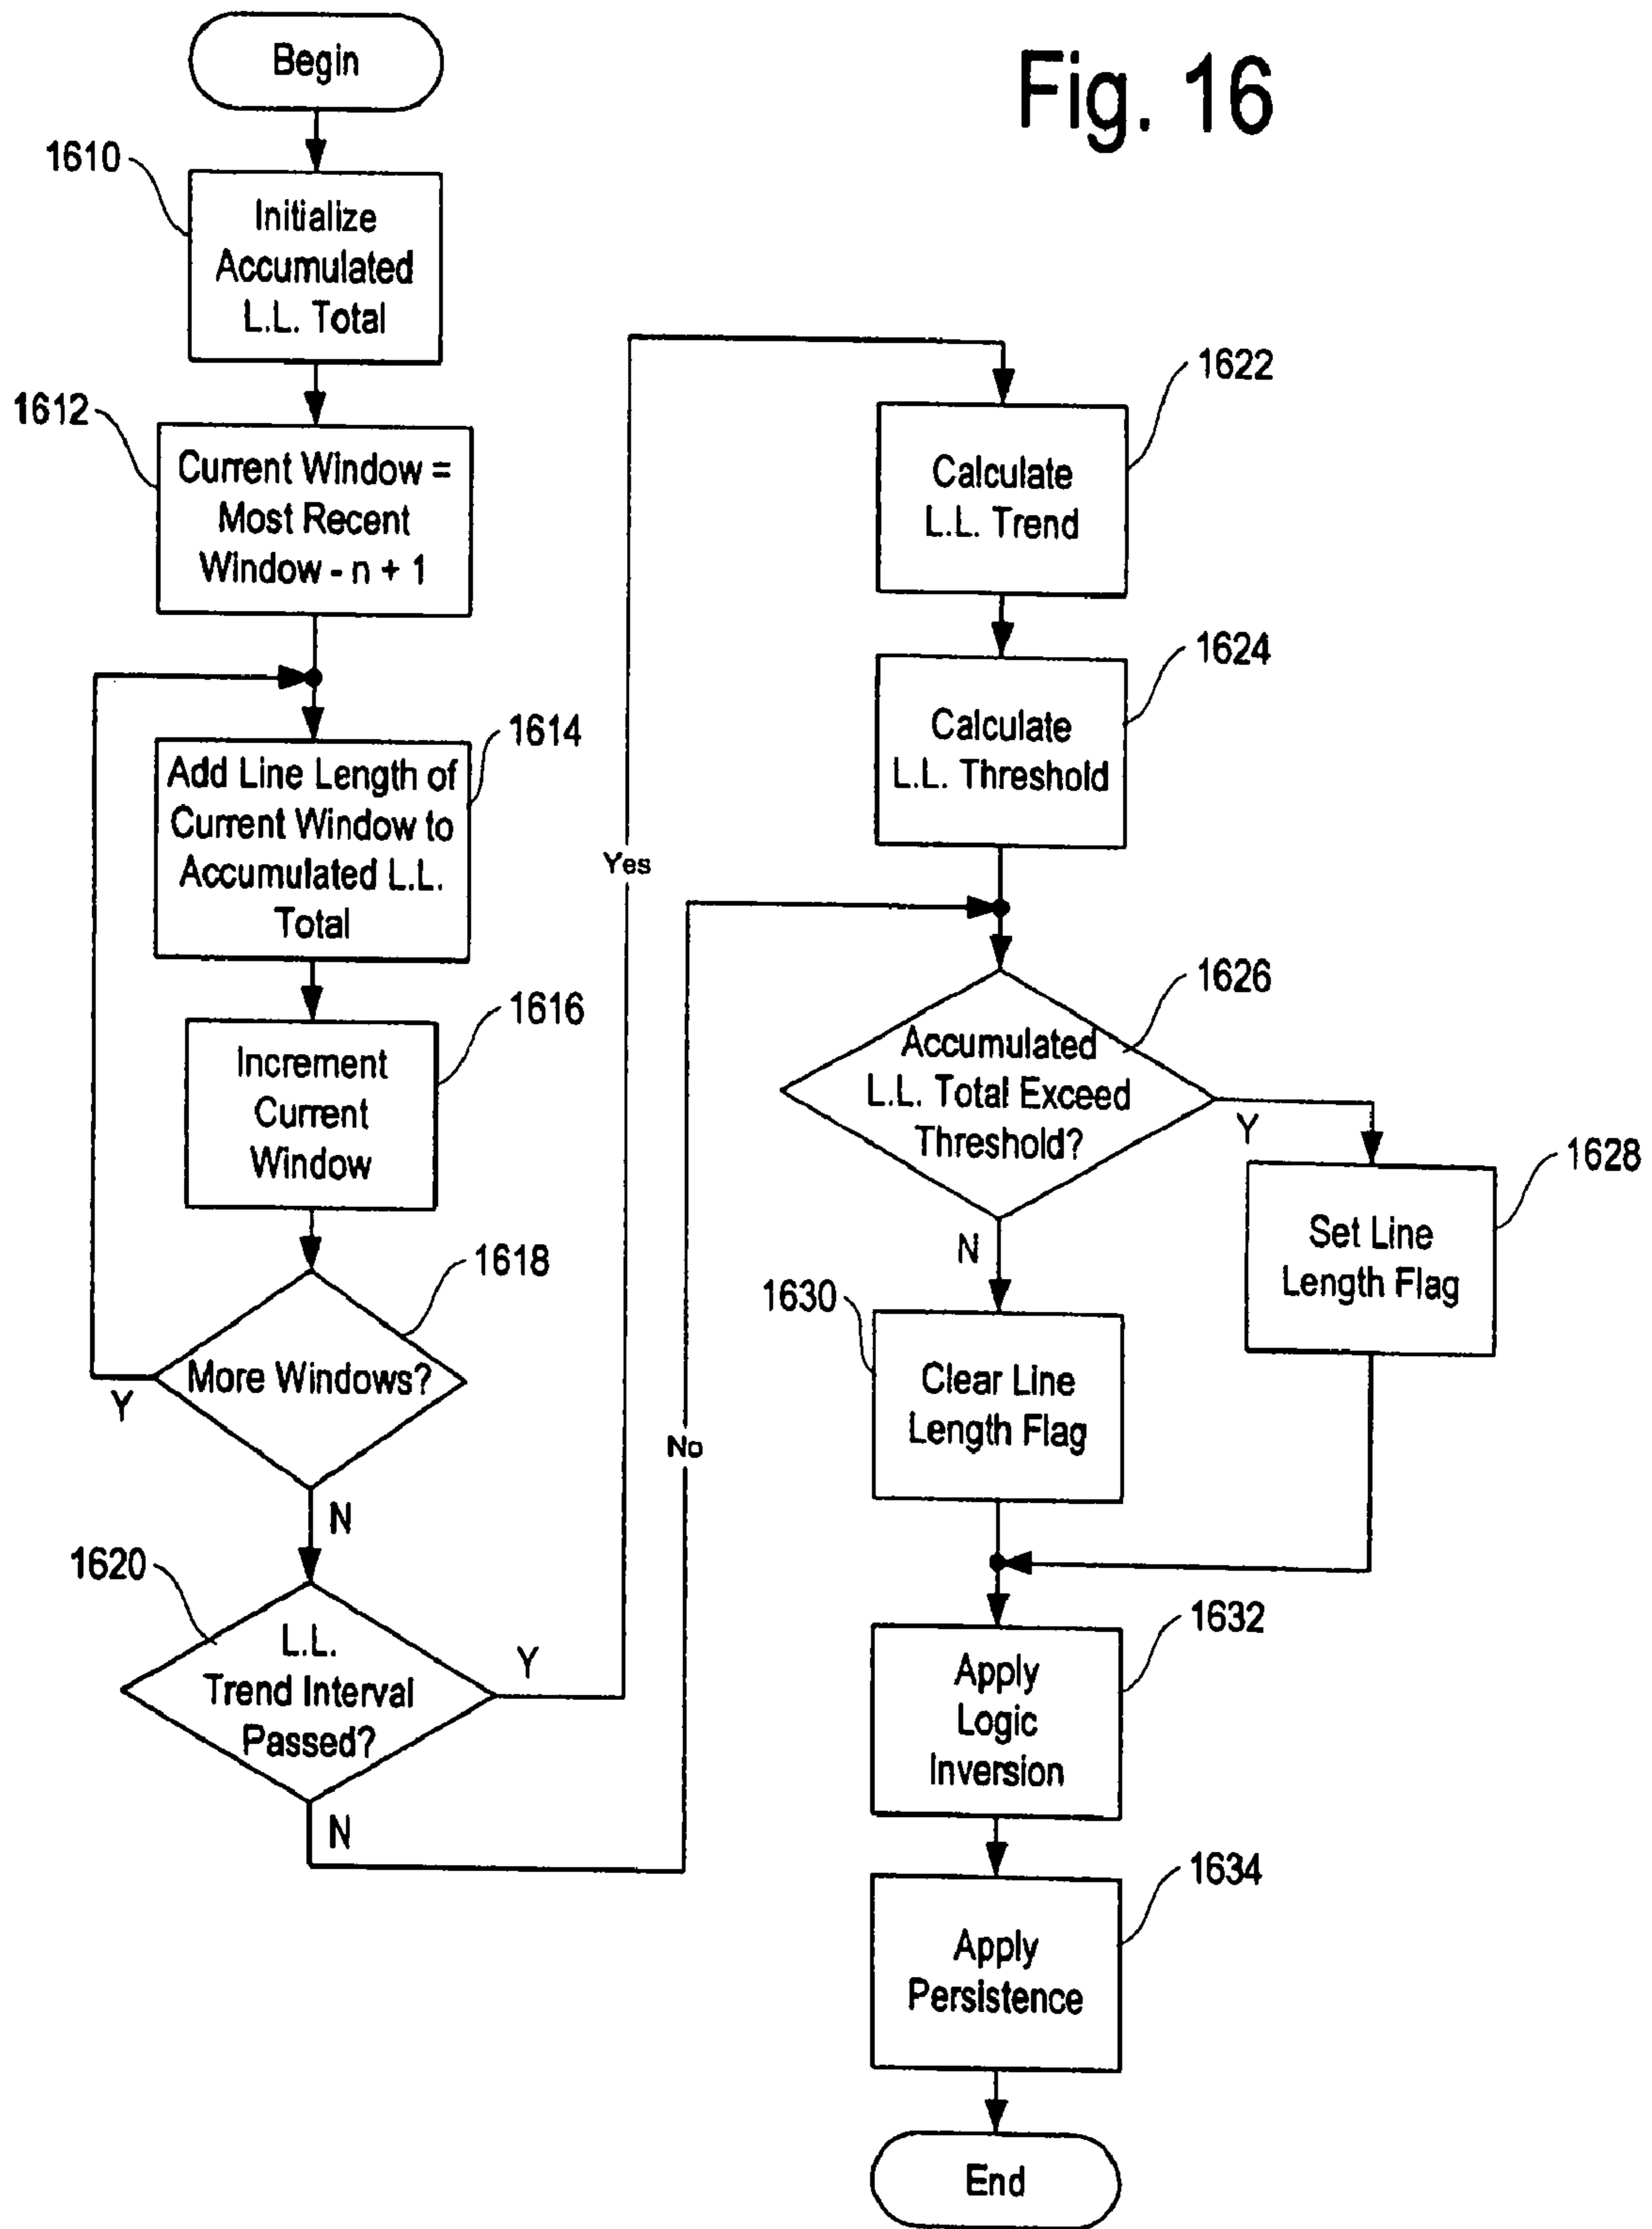 Fig. 16
Begin
1610
Initialize
Accumulated
L.L. Total
1612
Current Window =
Most Recent
Window - n + 1
1614
Add Line Length of
Current Window to
Accumulated L.L.
Total
1616
Increment
Current
Window
1618
More Windows?
Y
N
1620
L.L.
Trend Interval
Passed?
Y
N
Yes
No
1622
Calculate
L.L. Trend
1624
Calculate
L.L. Threshold
1626
Accumulated
L.L. Total Exceed
Threshold?
Y
N
1628
Set Line
Length Flag
1630
Clear Line
Length Flag
1632
Apply
Logic
Inversion
1634
Apply
Persistence
End